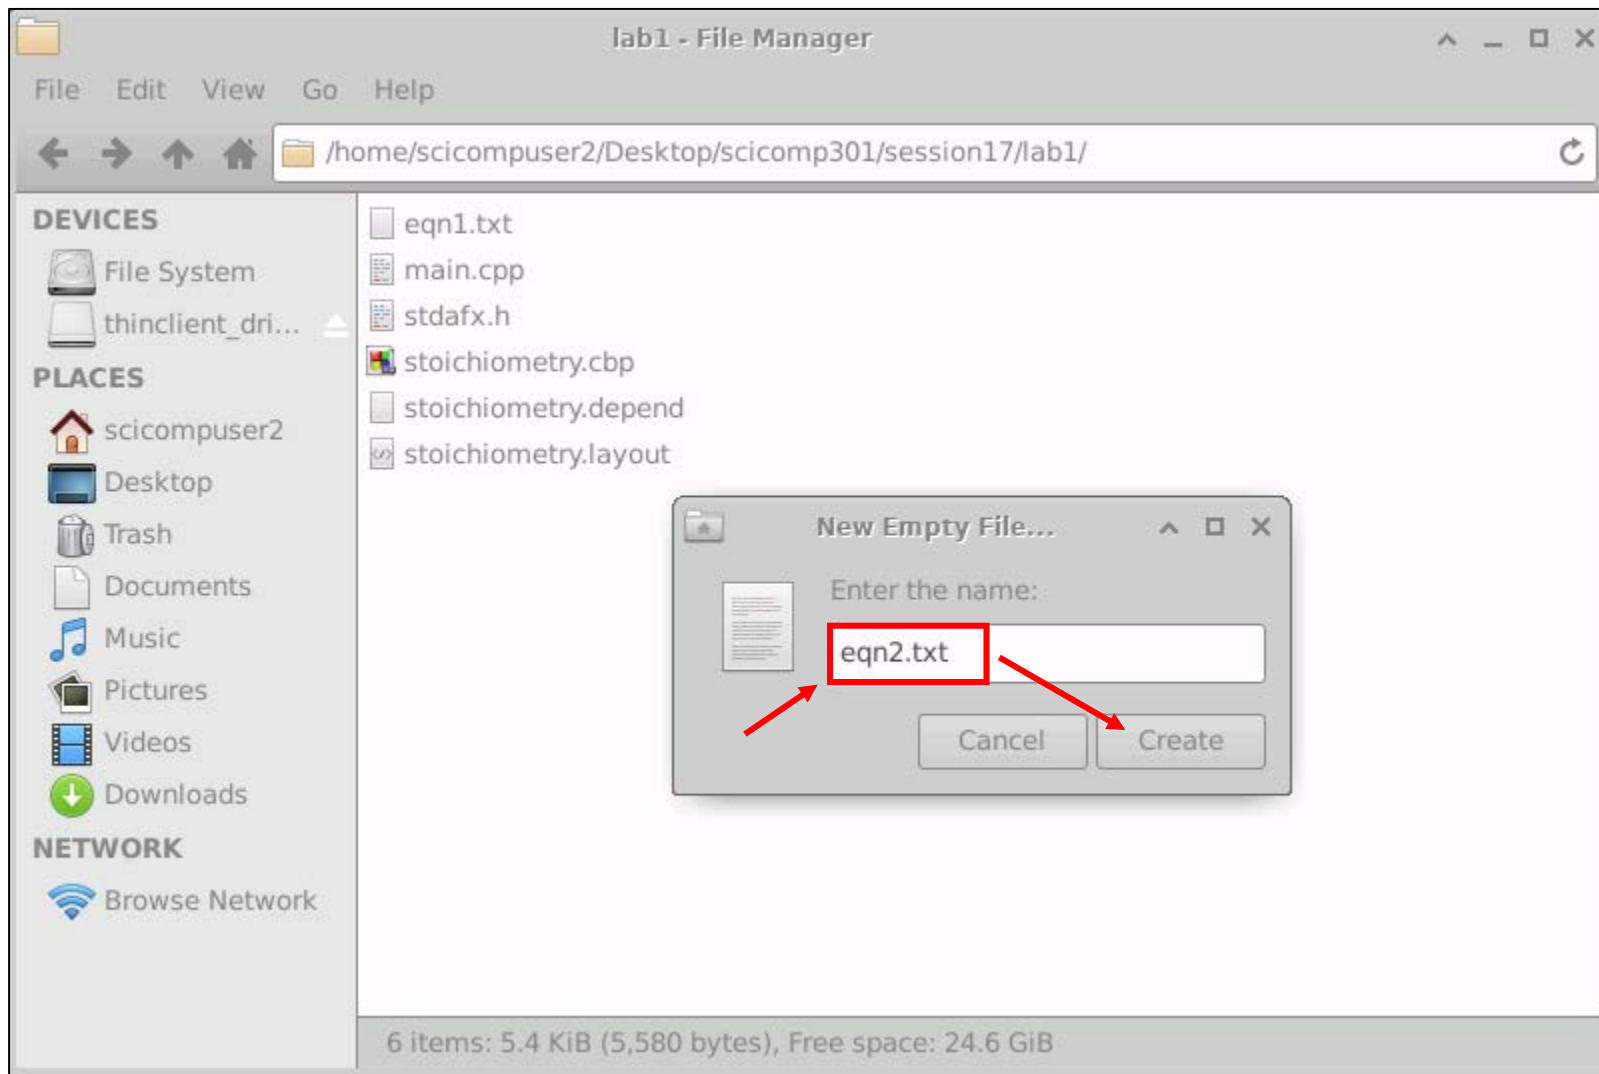 lab1 - File Manager
File Edit View Go Help
/home/scicompuser2/Desktop/scicomp301/session17/lab1/
DEVICES
File System
thinclient_dri...
PLACES
scicompuser2
Desktop
Trash
Documents
Music
Pictures
Videos
Downloads
NETWORK
Browse Network
eqn1.txt
main.cpp
stdafx.h
stoichiometry.cbp
stoichiometry.depend
stoichiometry.layout
New Empty File...
Enter the name:
eqn2.txt
Cancel Create
6 items: 5.4 KiB (5,580 bytes), Free space: 24.6 GiB